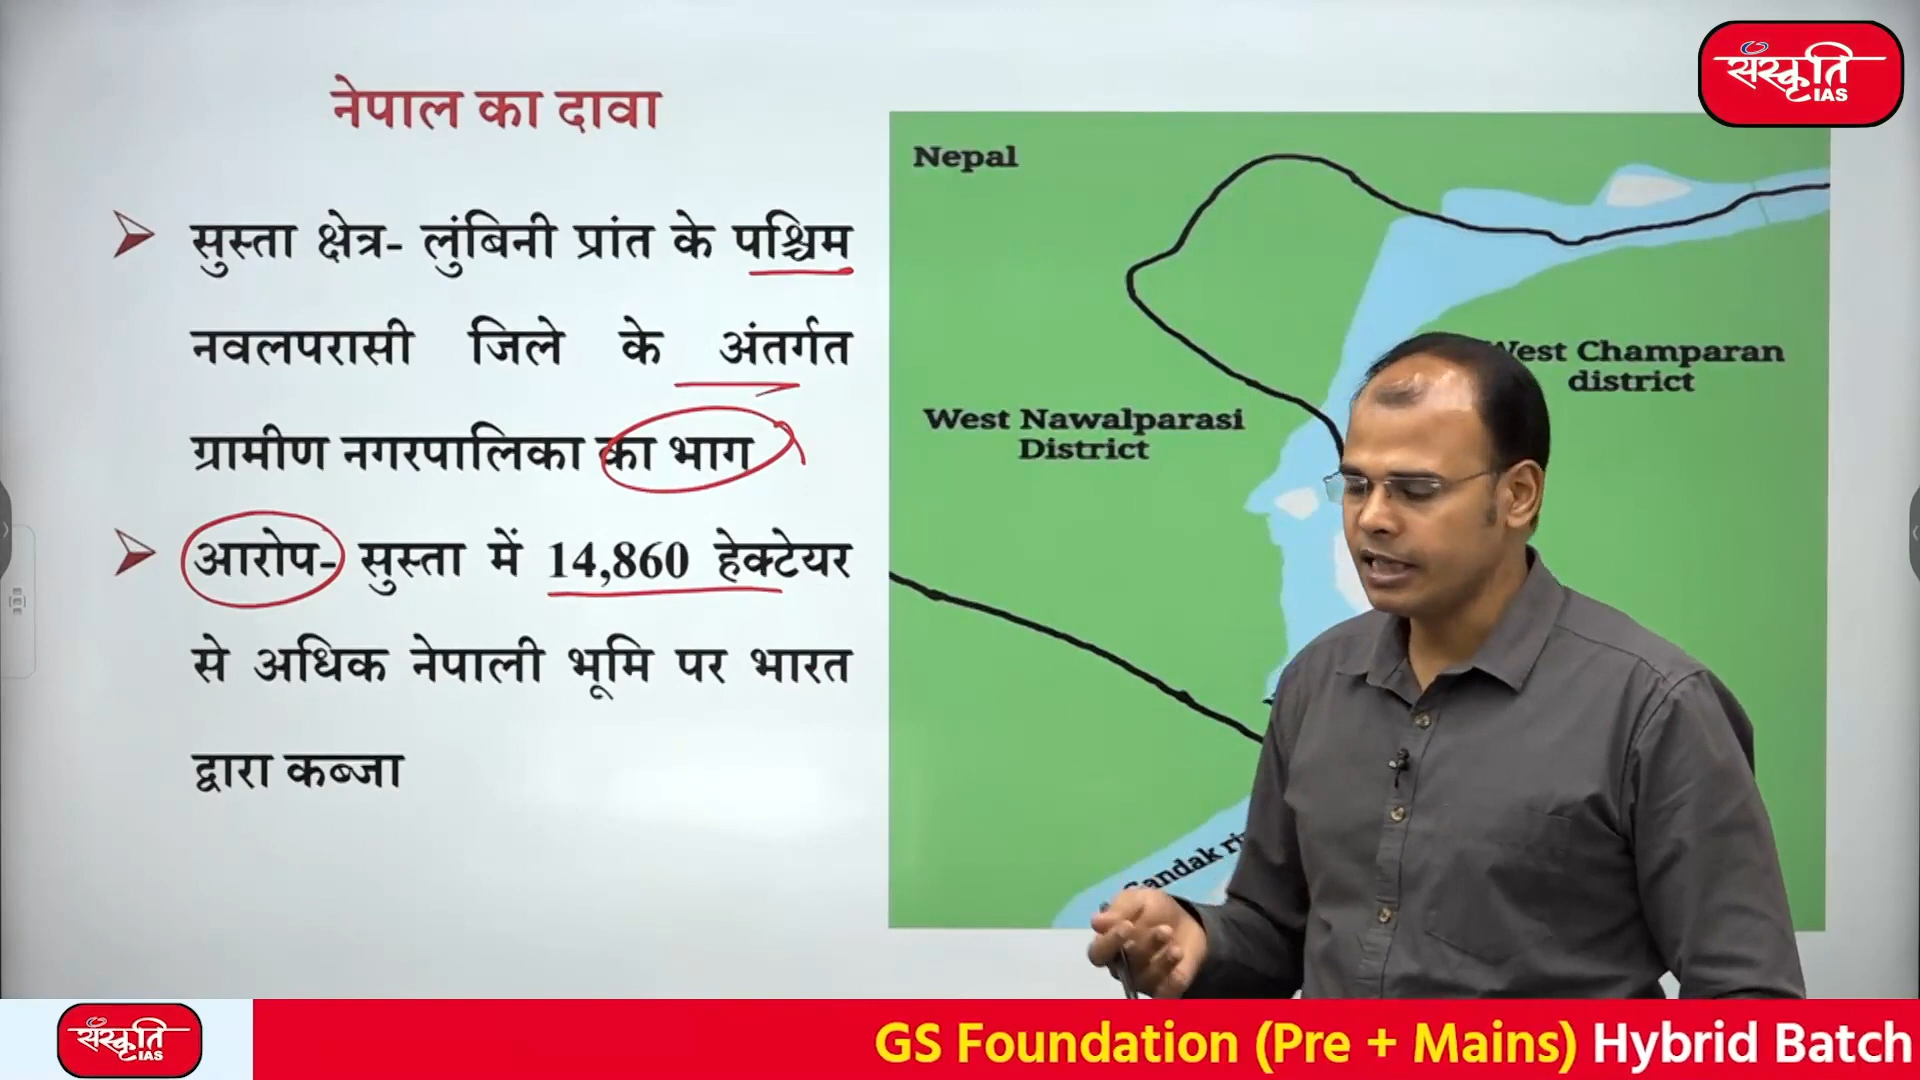 संस्कृति
IAS
नेपाल का दावा
सुस्ता क्षेत्र- लुंबिनी प्रांत के पश्चिम
नवलपरासी जिले के अंतर्गत
ग्रामीण नगरपालिका का भाग
आरोप- सुस्ता में 14,860 हेक्टेयर
से अधिक नेपाली भूमि पर भारत
द्वारा कब्जा
Nepal
West Champaran
district
West Nawalparasi
District
Gandak
संस्कृति
IAS
GS Foundation (Pre + Mains) Hybrid Batch